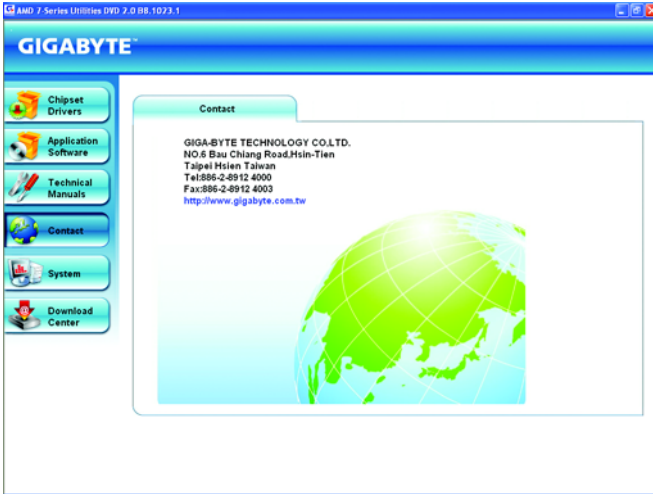 AMD 7-Series Utilities DVD 2.0 B8.1023.1
GIGABYTE™
Chipset
Drivers
Application
Software
Technical
Manuals
Contact
System
Download
Center
Contact
GIGA-BYTE TECHNOLOGY CO,LTD.
NO.6 Bau Chiang Road,Hsin-Tien
Taipei Hsien Taiwan
Tel:886-2-8912 4000
Fax:886-2-8912 4003
http://www.gigabyte.com.tw